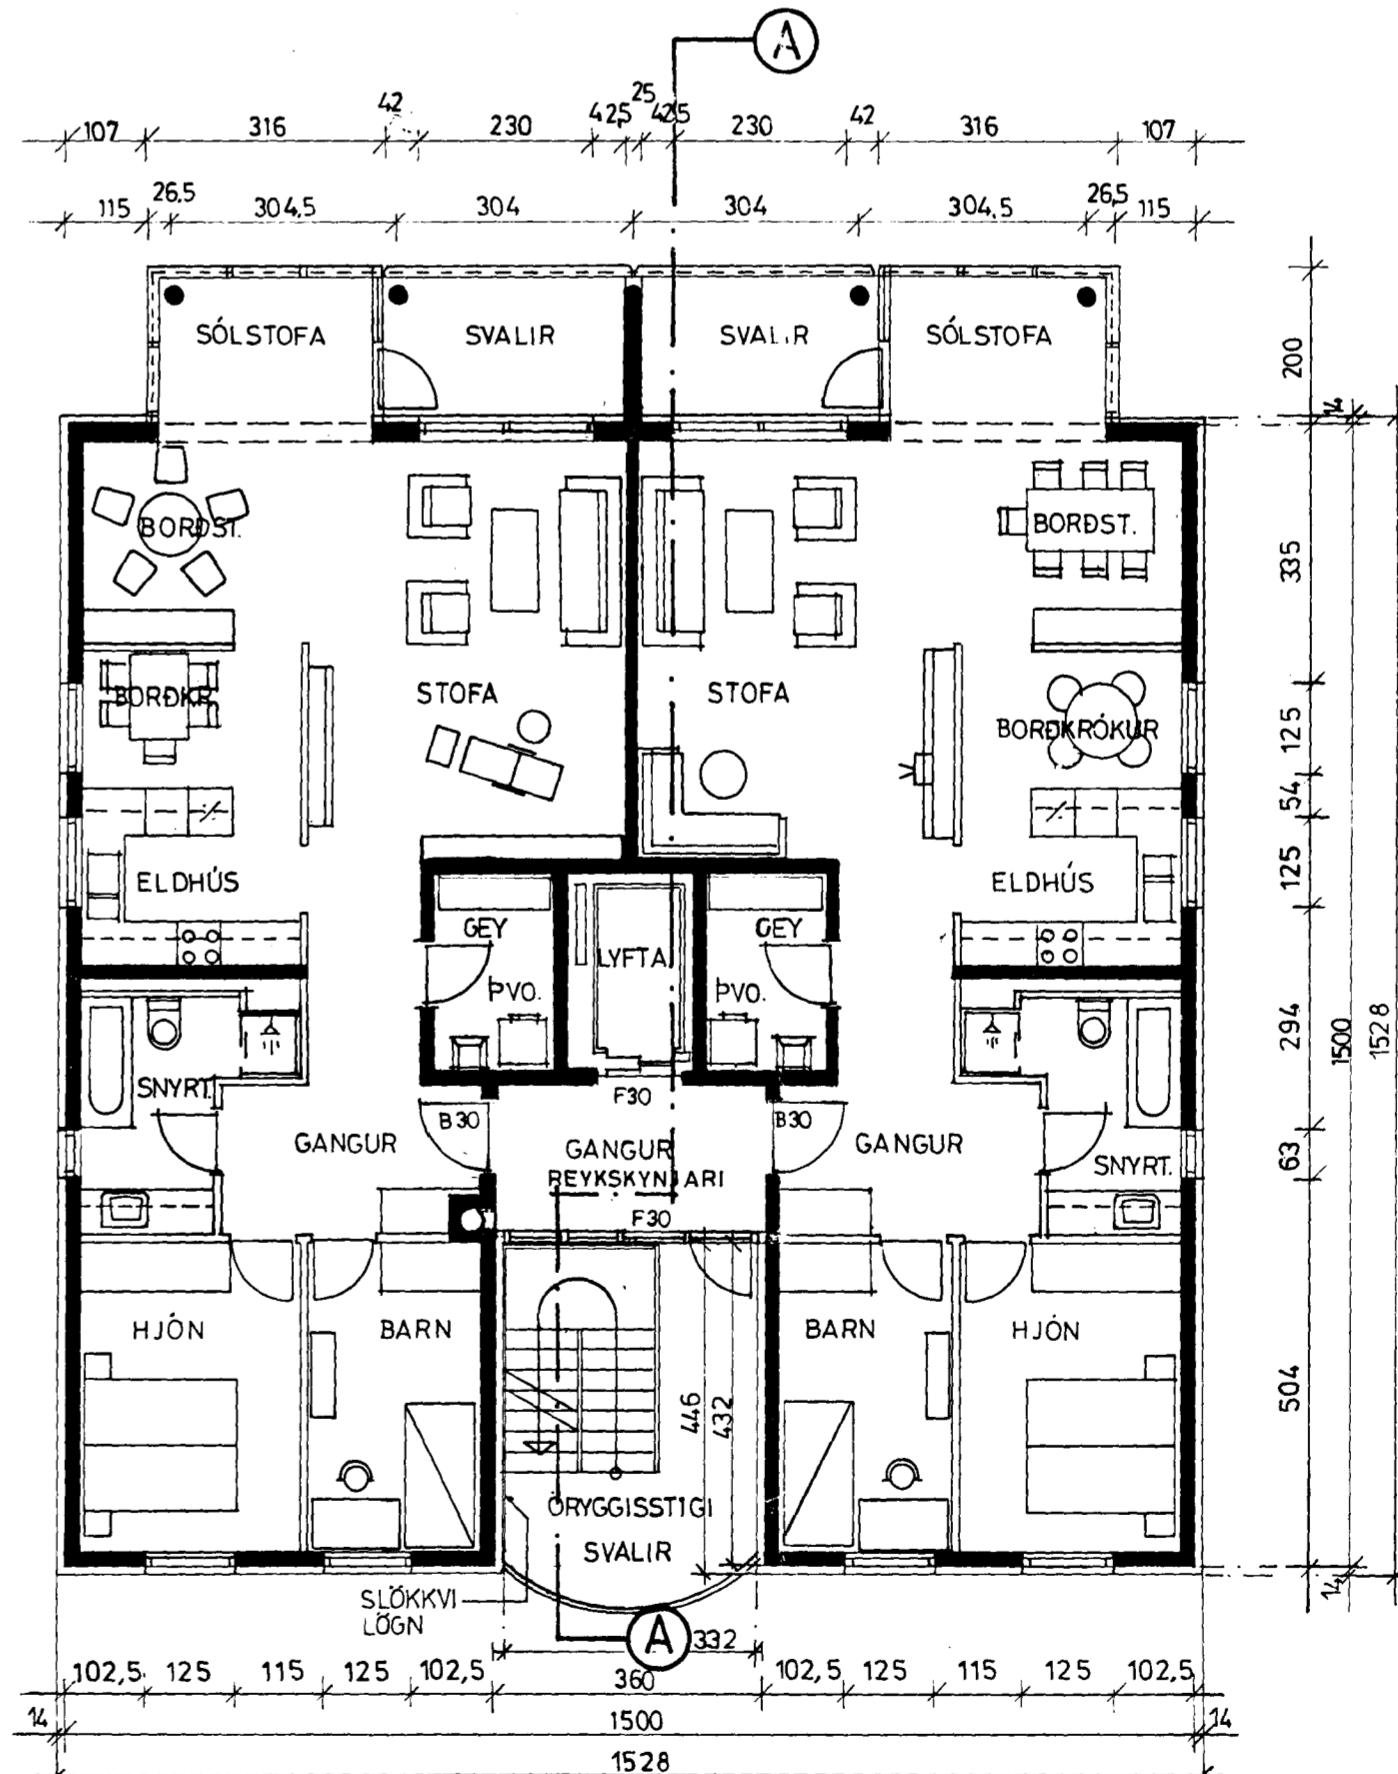 A
42 25
107 316 230 42,5 42,5 230 42 316 107
26,5 26,5
115 304,5 304 304 304,5 115
SÓLSTOFA SVALIR SVALIR SÓLSTOFA
200
14
BORÐST. BORÐST.
335
BORÐKR. STOFA STOFA BORÐKRÓKUR
125
54
ELDHÚS ELDHÚS
125
GEY GEY
LYFTA
ÞVO. ÞVO.
294 1500 1528
SNYRT. F30
B30 B30
GANGUR GANGUR GANGUR
REYKSKYNJARI SNYRT.
63
F30
HJÓN BARN BARN HJÓN
446 432 504
ÖRYGGISSTIGI
SVALIR
14
SLÖKKVI
LÖGN
A 332
102,5 125 115 125 102,5 360 102,5 125 115 125 102,5
14 1500 14
1528